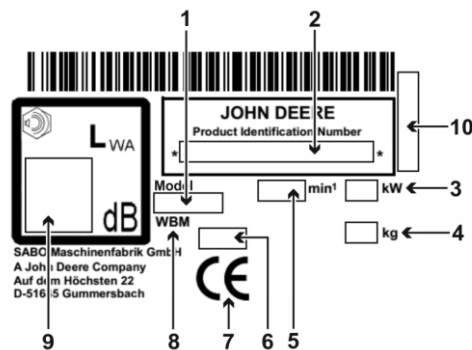 1 2
JOHN DEERE
Product Identification Number
* *
10
LWA
dB
Model
min¹
kW
3
WBM
kg
4
SABO Maschinenfabrik GmbH
A John Deere Company
Auf dem Höchsten 22
D-51645 Gummersbach
CE
9 8 7 6 5